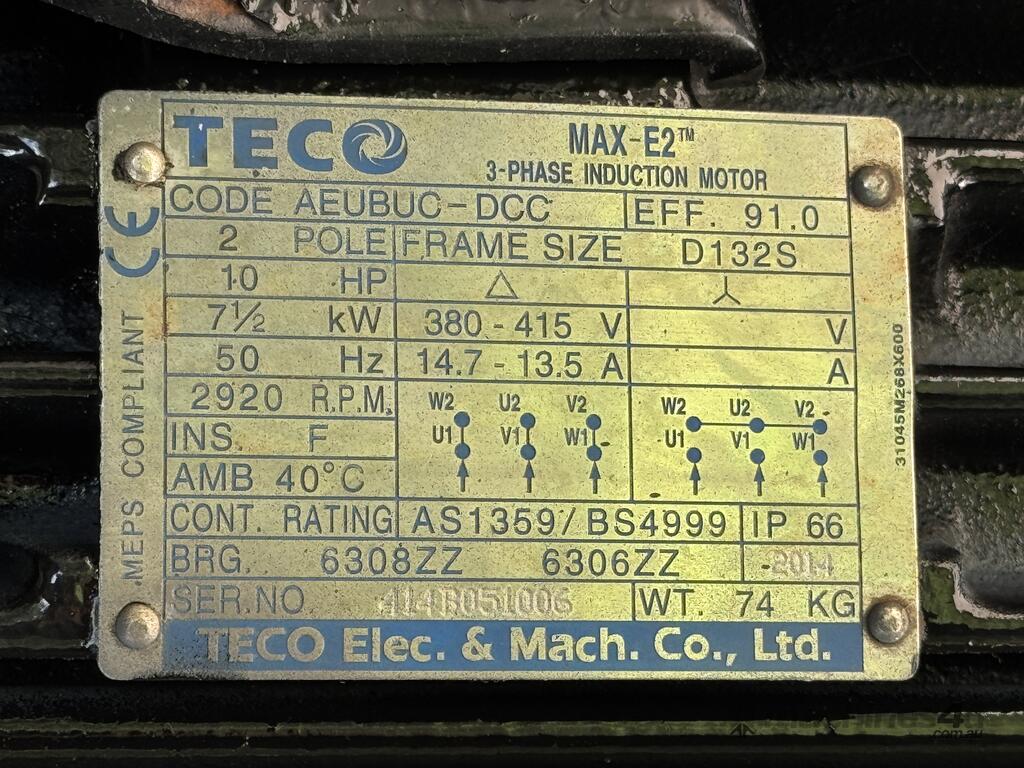 TECO
MAX-E2™
3-PHASE INDUCTION MOTOR
CE
MEPS COMPLIANT
CODE AEUBUC-DCC EFF. 91.0
2 POLE FRAME SIZE D132S
10 HP △
7½ kW 380-415 V V
50 Hz 14.7-13.5 A A
2920 R.P.M.
W2 U2 V2 W2 U2 V2
U1 V1 W1 U1 V1 W1
INS F
AMB 40°C
CONT. RATING AS1359/BS4999 IP 66
BRG. 6308ZZ 6306ZZ 2014
SER.NO WT. 74 KG
TECO Elec. & Mach. Co., Ltd.
31045M268X600
com.au